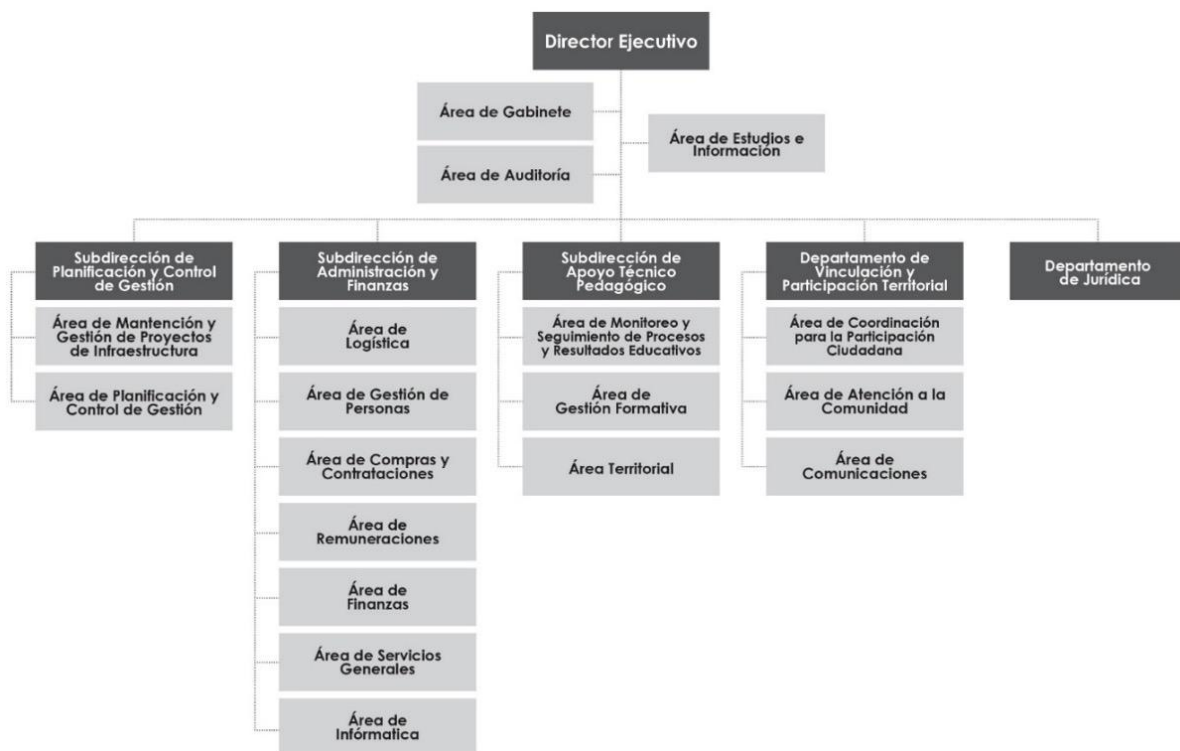 Director Ejecutivo
Área de Gabinete
Área de Estudios e
Información
Área de Auditoría
Subdirección de
Planificación y Control
de Gestión
Área de Mantención y
Gestión de Proyectos
de Infraestructura
Área de Planificación y
Control de Gestión
Subdirección de
Administración y
Finanzas
Área de
Logística
Área de Gestión de
Personas
Área de Compras y
Contrataciones
Área de
Remuneraciones
Área de
Finanzas
Área de Servicios
Generales
Área de
Infórmatica
Subdirección de
Apoyo Técnico
Pedagógico
Área de Monitoreo y
Seguimiento de Procesos
y Resultados Educativos
Área de
Gestión Formativa
Área Territorial
Departamento de
Vinculación y
Participación Territorial
Área de Coordinación
para la Participación
Ciudadana
Área de Atención a la
Comunidad
Área de
Comunicaciones
Departamento
de Jurídica